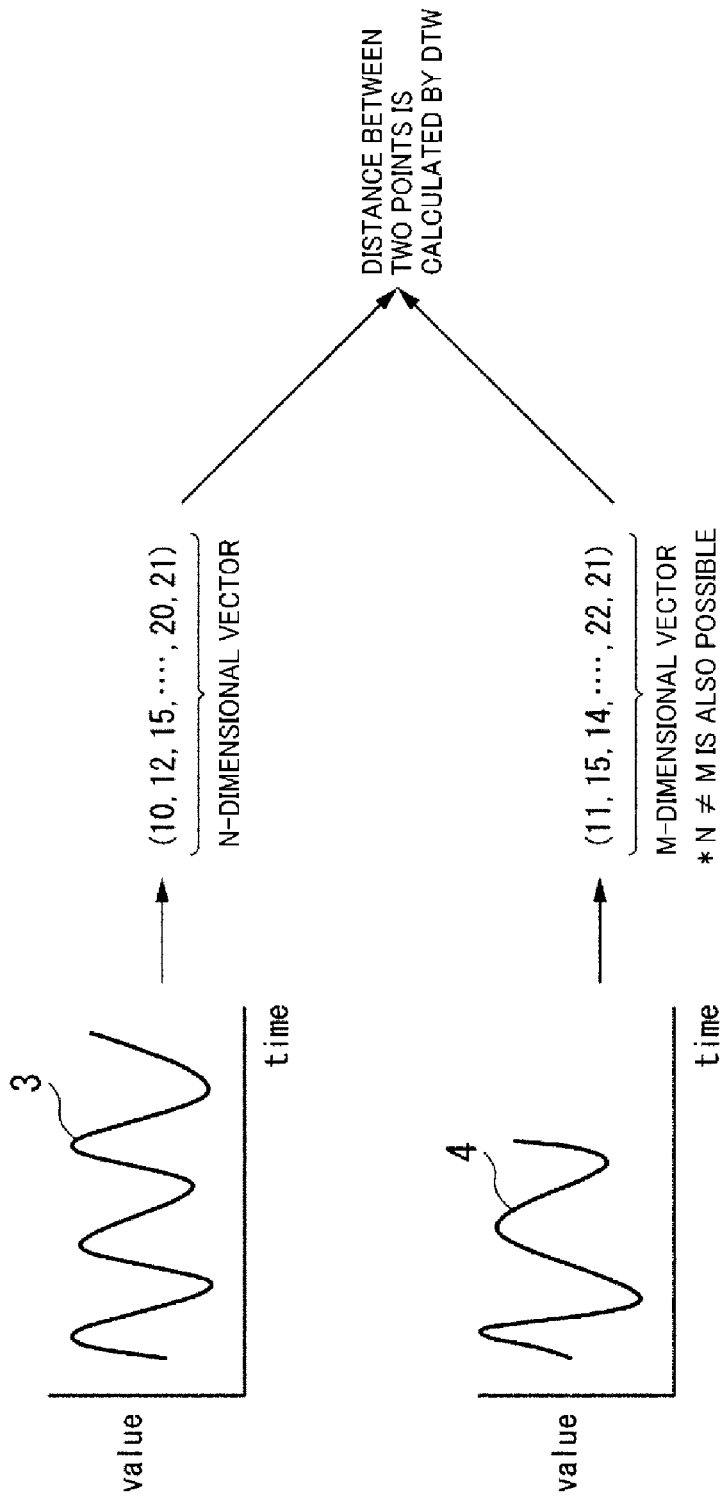 value
3
time
(10, 12, 15, ····, 20, 21)
N-DIMENSIONAL VECTOR
value
4
time
(11, 15, 14, ····, 22, 21)
M-DIMENSIONAL VECTOR
* N ≠ M IS ALSO POSSIBLE
DISTANCE BETWEEN
TWO POINTS IS
CALCULATED BY DTW